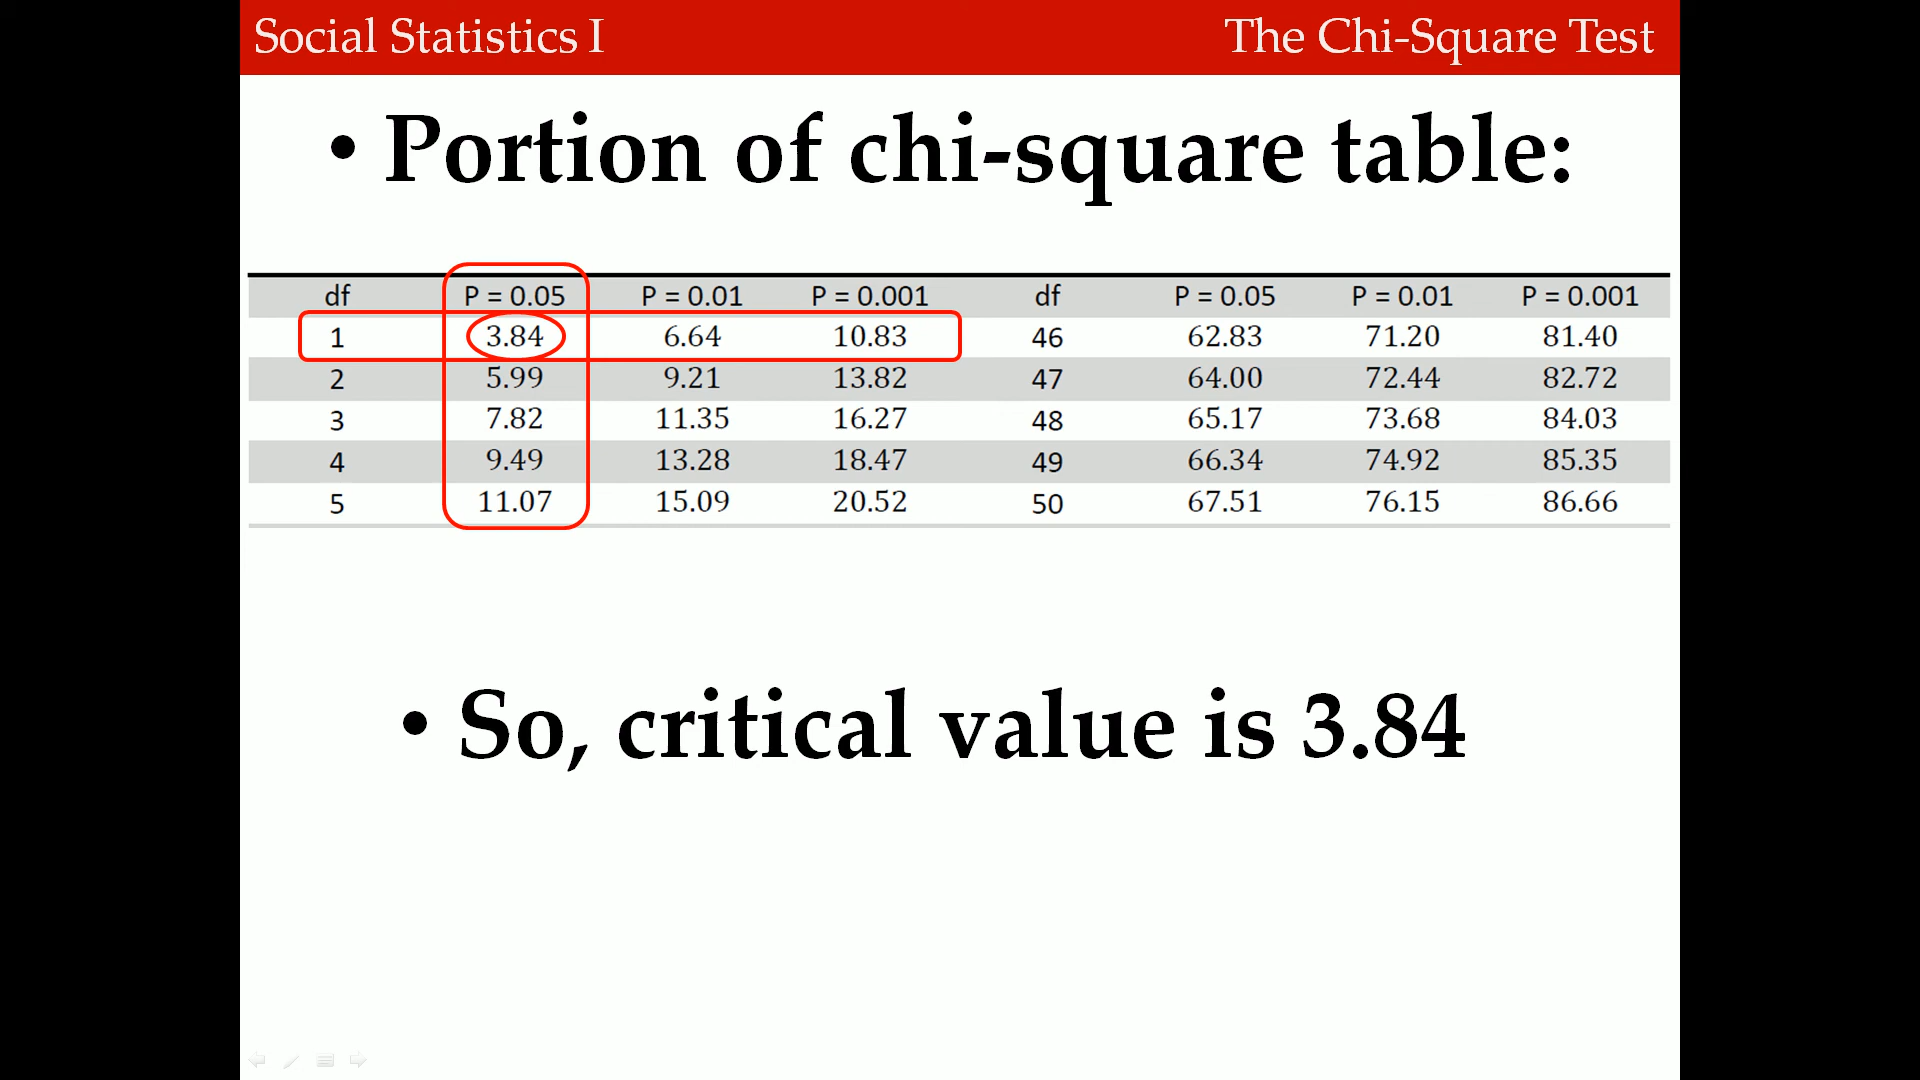 Social Statistics I The Chi-Square Test
• Portion of chi-square table:
df P = 0.05 P = 0.01 P = 0.001 df P = 0.05 P = 0.01 P = 0.001
1 3.84 6.64 10.83 46 62.83 71.20 81.40
2 5.99 9.21 13.82 47 64.00 72.44 82.72
3 7.82 11.35 16.27 48 65.17 73.68 84.03
4 9.49 13.28 18.47 49 66.34 74.92 85.35
5 11.07 15.09 20.52 50 67.51 76.15 86.66
• So, critical value is 3.84